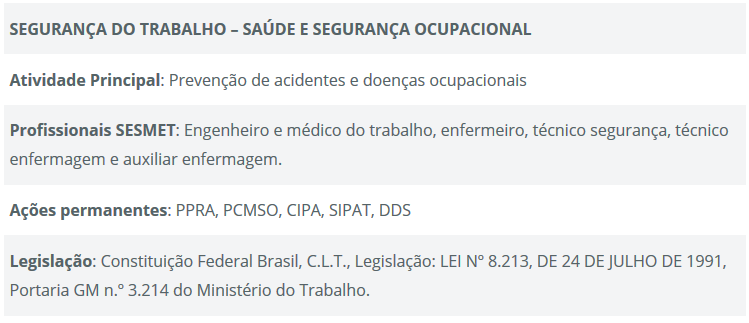 SEGURANÇA DO TRABALHO – SAÚDE E SEGURANÇA OCUPACIONAL
Atividade Principal: Prevenção de acidentes e doenças ocupacionais
Profissionais SESMET: Engenheiro e médico do trabalho, enfermeiro, técnico segurança, técnico
enfermagem e auxiliar enfermagem.
Ações permanentes: PPRA, PCMSO, CIPA, SIPAT, DDS
Legislação: Constituição Federal Brasil, C.L.T., Legislação: LEI Nº 8.213, DE 24 DE JULHO DE 1991,
Portaria GM n.º 3.214 do Ministério do Trabalho.